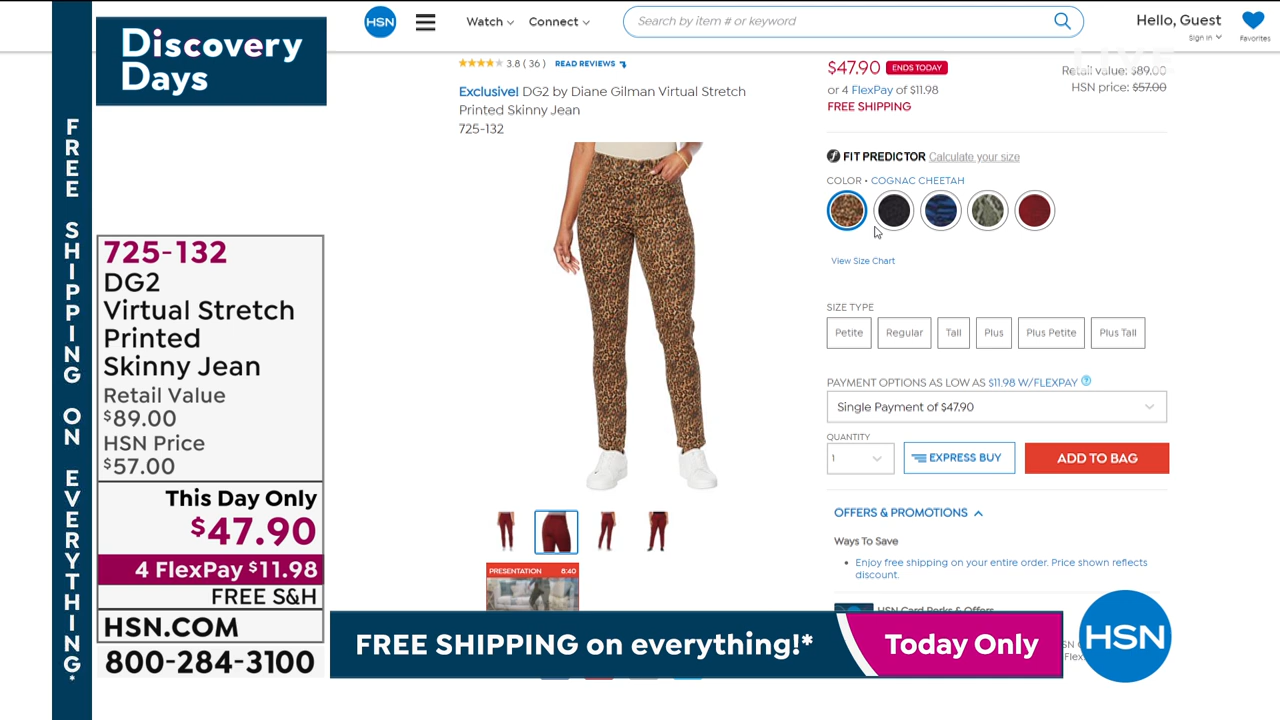 Discovery
Days
FREE SHIPPING ON EVERYTHING!*
725-132
DG2
Virtual Stretch
Printed
Skinny Jean
Retail Value
$89.00
HSN Price
$57.00
This Day Only
$47.90
4 FlexPay $11.98
FREE S&H
HSN.COM
800-284-3100
HSN
Watch
Connect
Search by item # or keyword
Hello, Guest
Sign In
Favorites
LIVE
3.8 ( 36 )
READ REVIEWS
Exclusive! DG2 by Diane Gilman Virtual Stretch
Printed Skinny Jean
725-132
PRESENTATION 6:40
$47.90 ENDS TODAY
or 4 FlexPay of $11.98
FREE SHIPPING
Retail value: $89.00
HSN price: $57.00
FIT PREDICTOR Calculate your size
COLOR • COGNAC CHEETAH
View Size Chart
SIZE TYPE
Petite Regular Tall Plus Plus Petite Plus Tall
PAYMENT OPTIONS AS LOW AS $11.98 W/FLEXPAY
Single Payment of $47.90
QUANTITY
1
EXPRESS BUY
ADD TO BAG
OFFERS & PROMOTIONS
Ways To Save
• Enjoy free shipping on your entire order. Price shown reflects
discount.
HSN Card Perks & Offers
FREE SHIPPING on everything!*
Today Only
HSN